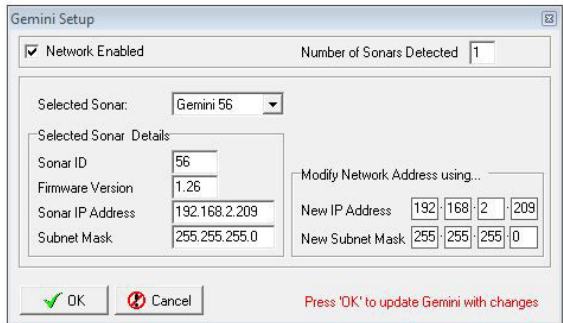 Gemini Setup
Network Enabled
Number of Sonars Detected 1
Selected Sonar: Gemini 56
Selected Sonar Details
Sonar ID 56
Firmware Version 1.26
Sonar IP Address 192.168.2.209
Subnet Mask 255.255.255.0
Modify Network Address using...
New IP Address 192 · 168 · 2 · 209
New Subnet Mask 255 · 255 · 255 · 0
OK
Cancel
Press 'OK' to update Gemini with changes